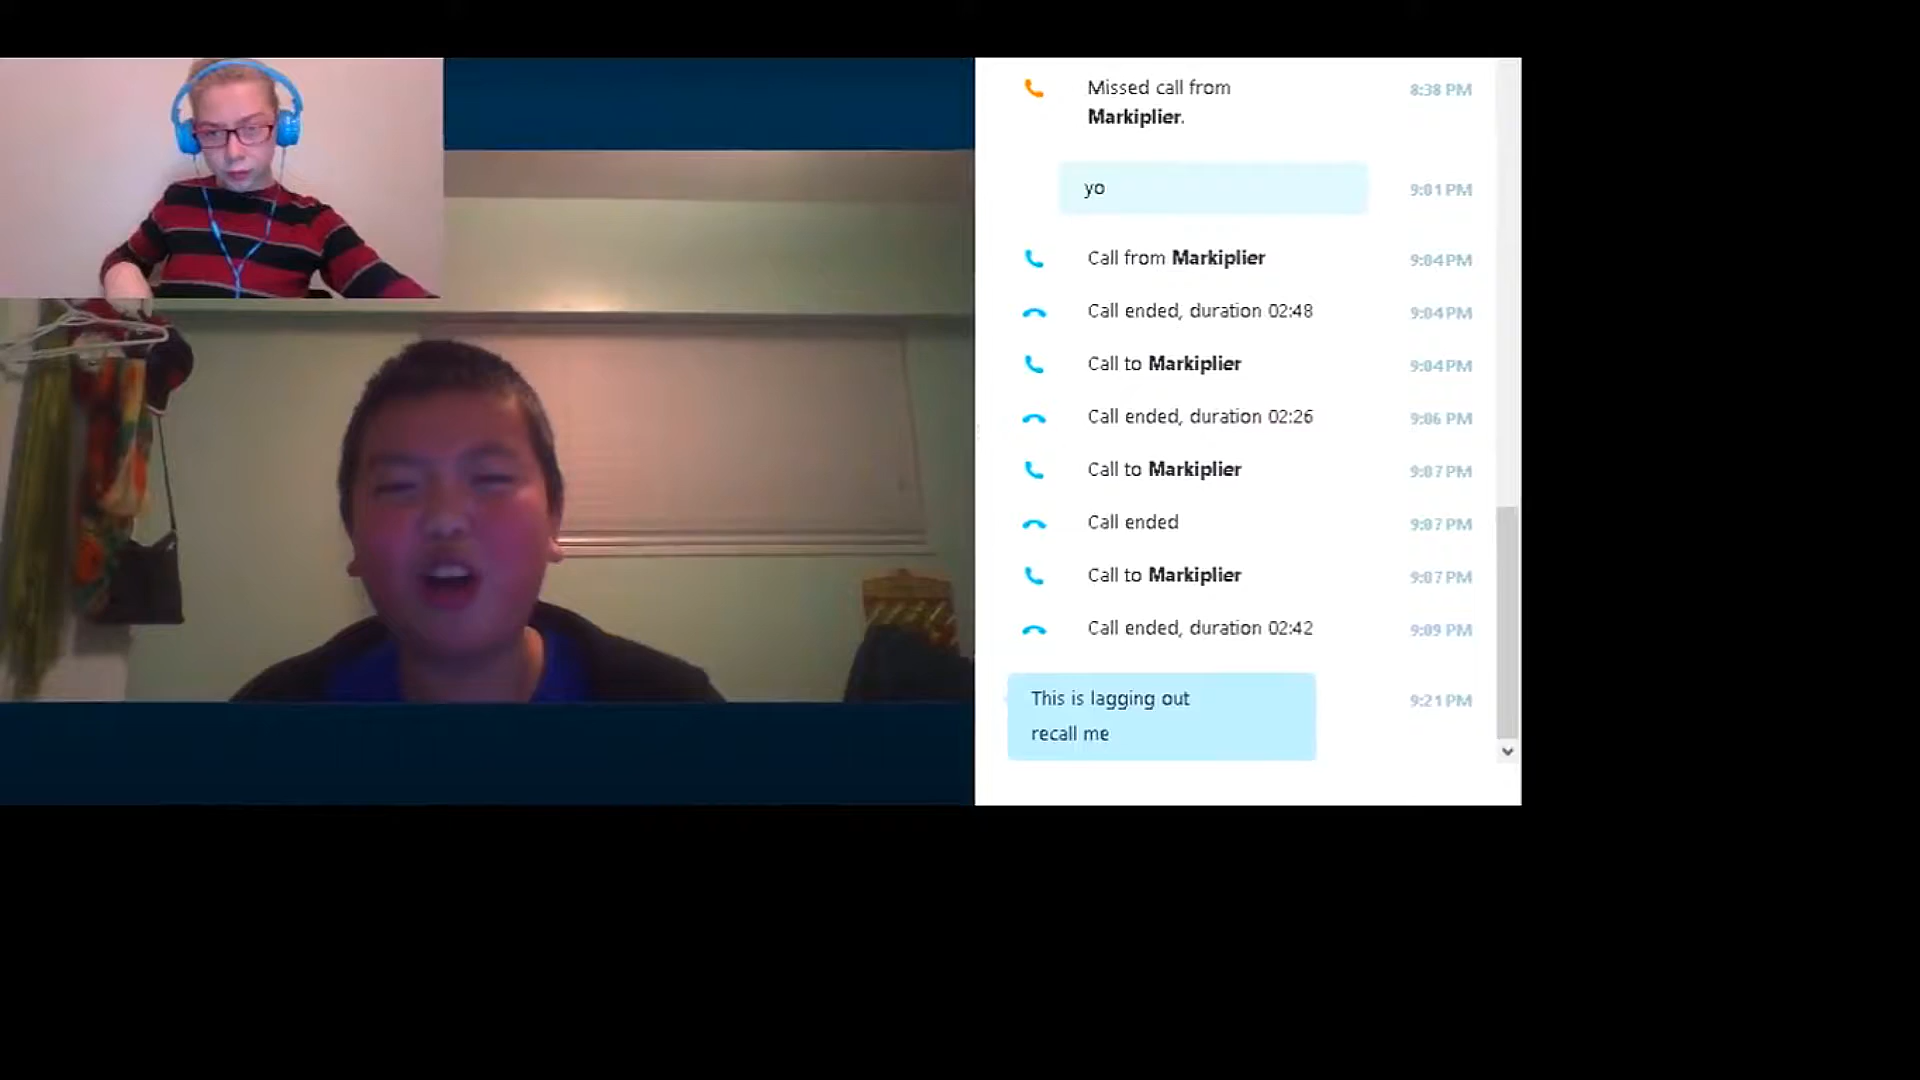 Missed call from
Markiplier.
8:38 PM
yo
9:01 PM
Call from Markiplier
9:04 PM
Call ended, duration 02:48
9:04 PM
Call to Markiplier
9:04 PM
Call ended, duration 02:26
9:06 PM
Call to Markiplier
9:07 PM
Call ended
9:07 PM
Call to Markiplier
9:07 PM
Call ended, duration 02:42
9:09 PM
This is lagging out
9:21 PM
recall me